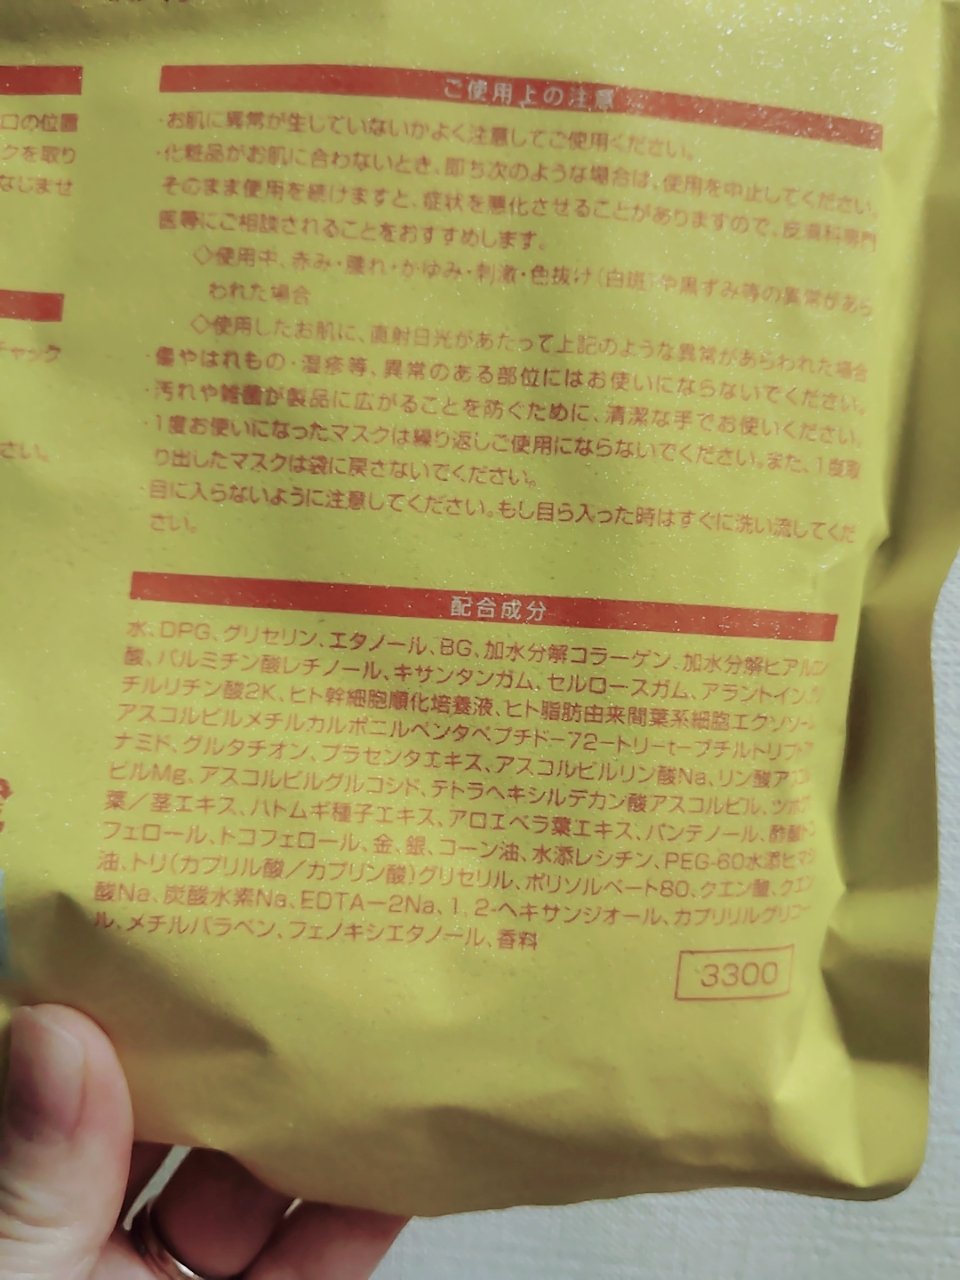 口の位置
クを取り
なじませ
チャック
さい。
ご使用上の注意
・お肌に異常が生じていないかよく注意してご使用ください。
・化粧品がお肌に合わないとき、即ち次のような場合は、使用を中止してください。
そのまま使用を続けますと、症状を悪化させることがありますので、皮膚科専門
医等にご相談されることをおすすめします。
◇使用中、赤み・腫れ・かゆみ・刺激・色抜け（白斑）や黒ずみ等の異常があら
われた場合
◇使用したお肌に、直射日光があたって上記のような異常があらわれた場合
・傷やはれもの・湿疹等、異常のある部位にはお使いにならないでください。
・汚れや雑菌が製品に広がることを防ぐために、清潔な手でお使いください。
・1度お使いになったマスクは繰り返しご使用にならないでください。また、1度取
り出したマスクは袋に戻さないでください。
・目に入らないように注意してください。もし目ら入った時はすぐに洗い流してくだ
さい。
配合成分
水、DPG、グリセリン、エタノール、BG、加水分解コラーゲン、加水分解ヒアルロン
酸、パルミチン酸レチノール、キサンタンガム、セルロースガム、アラントイン、
チルリチン酸2K、ヒト幹細胞順化培養液、ヒト脂肪由来間葉系細胞エクソソー
アスコルビルメチルカルボニルペンタペプチド－72－トリーt－ブチルトリプト
ナミド、グルタチオン、プラセンタエキス、アスコルビルリン酸Na、リン酸アスコ
ビルMg、アスコルビルグルコシド、テトラヘキシルデカン酸アスコルビル、ツボク
葉／茎エキス、ハトムギ種子エキス、アロエベラ葉エキス、パンテノール、酢酸ト
フェロール、トコフェロール、金、銀、コーン油、水添レシチン、PEG-60水添ヒマシ
油、トリ（カプリル酸／カプリン酸）グリセリル、ポリソルベート80、クエン酸、クエン
酸Na、炭酸水素Na、EDTA－2Na、1，2-ヘキサンジオール、カプリリルグリコー
ル、メチルパラベン、フェノキシエタノール、香料
3300